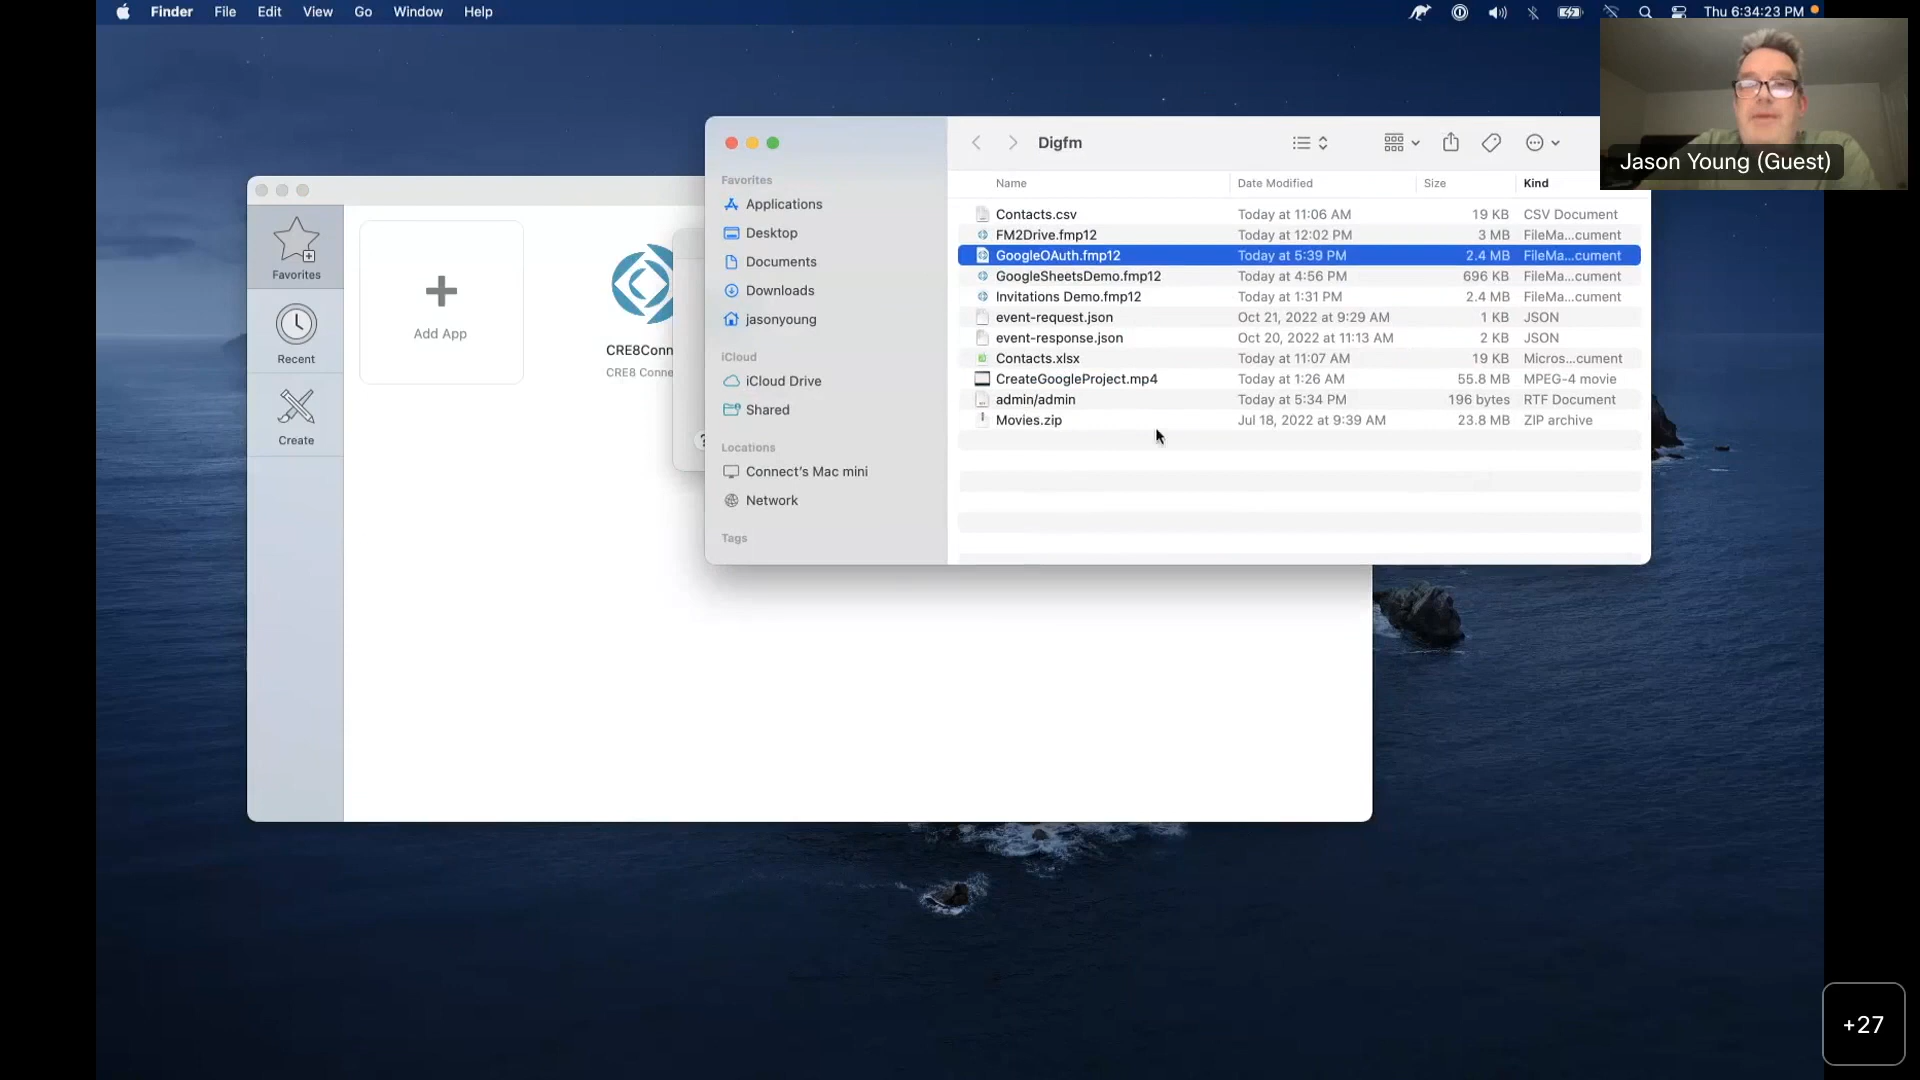 Finder File Edit View Go Window Help
Thu 6:34:23 PM
Jason Young (Guest)
Favorites
Recent
Create
Add App
CRE8Conn
CRE8 Conne
?
Favorites
Applications
Desktop
Documents
Downloads
jasonyoung
iCloud
iCloud Drive
Shared
Locations
Connect's Mac mini
Network
Tags
Digfm
Name Date Modified Size Kind
Contacts.csv Today at 11:06 AM 19 KB CSV Document
FM2Drive.fmp12 Today at 12:02 PM 3 MB FileMa...cument
GoogleOAuth.fmp12 Today at 5:39 PM 2.4 MB FileMa...cument
GoogleSheetsDemo.fmp12 Today at 4:56 PM 696 KB FileMa...cument
Invitations Demo.fmp12 Today at 1:31 PM 2.4 MB FileMa...cument
event-request.json Oct 21, 2022 at 9:29 AM 1 KB JSON
event-response.json Oct 20, 2022 at 11:13 AM 2 KB JSON
Contacts.xlsx Today at 11:07 AM 19 KB Micros...cument
CreateGoogleProject.mp4 Today at 1:26 AM 55.8 MB MPEG-4 movie
admin/admin Today at 5:34 PM 196 bytes RTF Document
Movies.zip Jul 18, 2022 at 9:39 AM 23.8 MB ZIP archive
+27